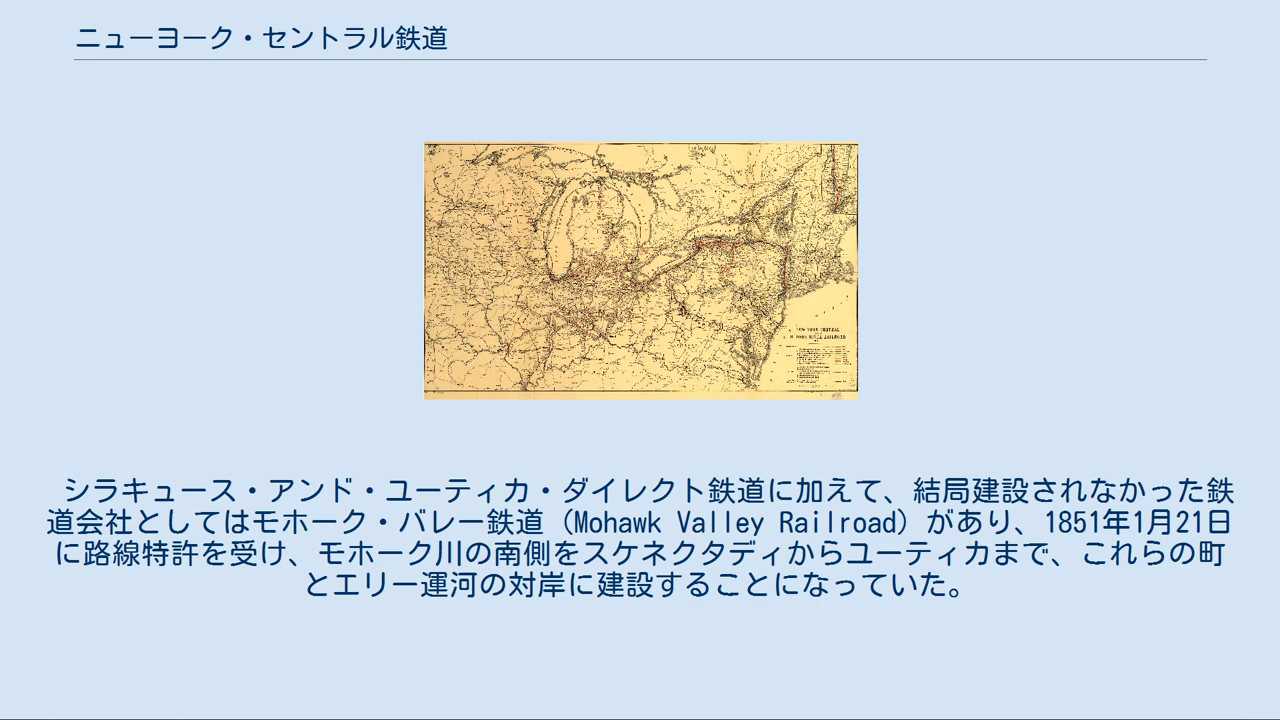 ニューヨーク・セントラル鉄道
NEW YORK CENTRAL
HUDSON RIVER RAILROAD
シラキュース・アンド・ユーティカ・ダイレクト鉄道に加えて、結局建設されなかった鉄
道会社としてはモホーク・バレー鉄道（Mohawk Valley Railroad）があり、1851年1月21日
に路線特許を受け、モホーク川の南側をスケネクタディからユーティカまで、これらの町
とエリー運河の対岸に建設することになっていた。